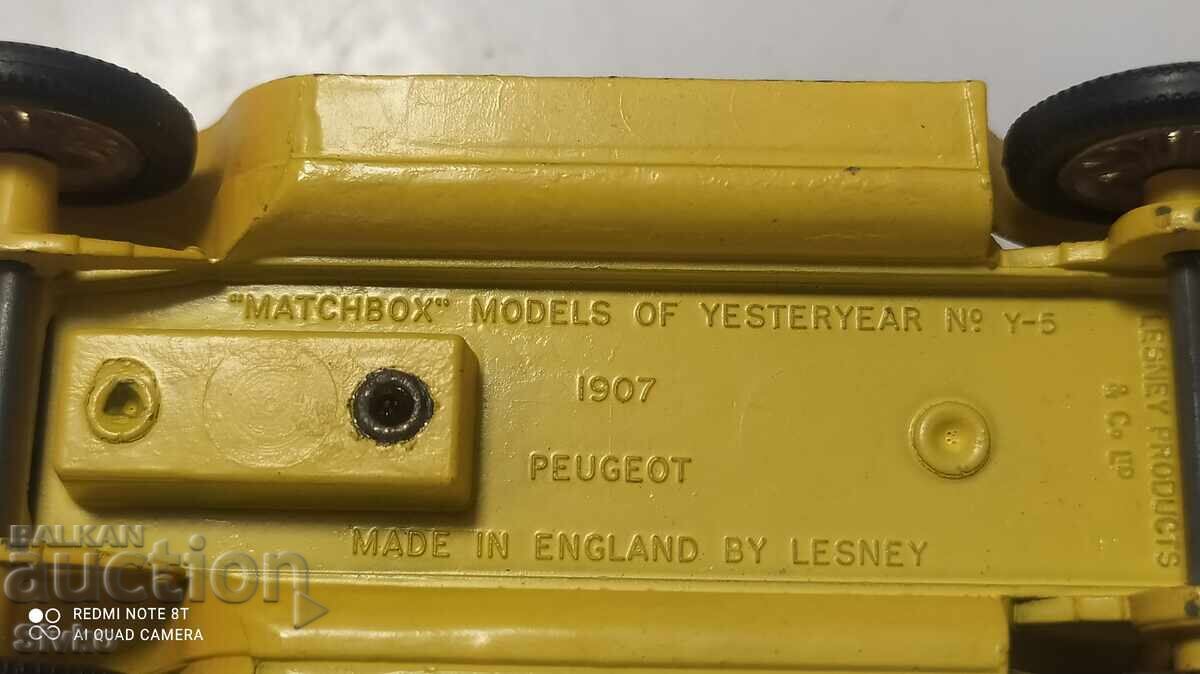 "MATCHBOX" MODELS OF YESTERYEAR Nº Y-5
1907
PEUGEOT
MADE IN ENGLAND BY LESNEY
LESNEY PRODUCTS
& Co LTD
BALKAN
auction
REDMI NOTE 8T
AI QUAD CAMERA
Sivko